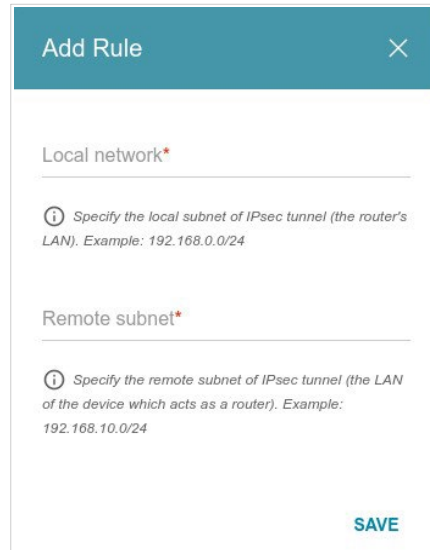 Add Rule
Local network*
Specify the local subnet of IPsec tunnel (the router's
LAN). Example: 192.168.0.0/24
Remote subnet*
Specify the remote subnet of IPsec tunnel (the LAN
of the device which acts as a router). Example:
192.168.10.0/24
SAVE